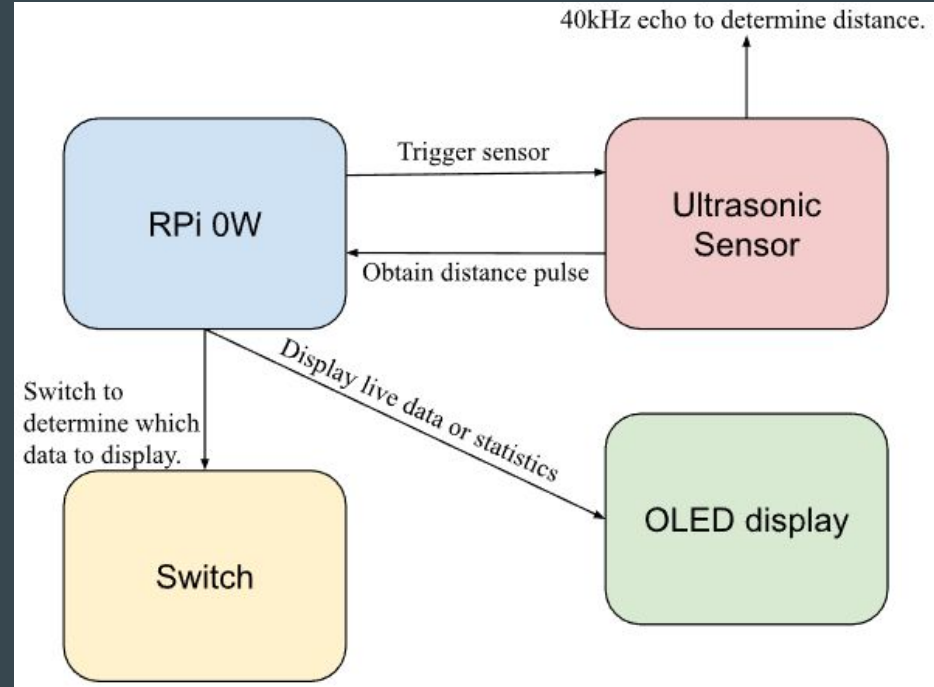 40kHz echo to determine distance.
Trigger sensor
RPi 0W
Ultrasonic
Sensor
Obtain distance pulse
Display live data or statistics
Switch to
determine which
data to display.
OLED display
Switch